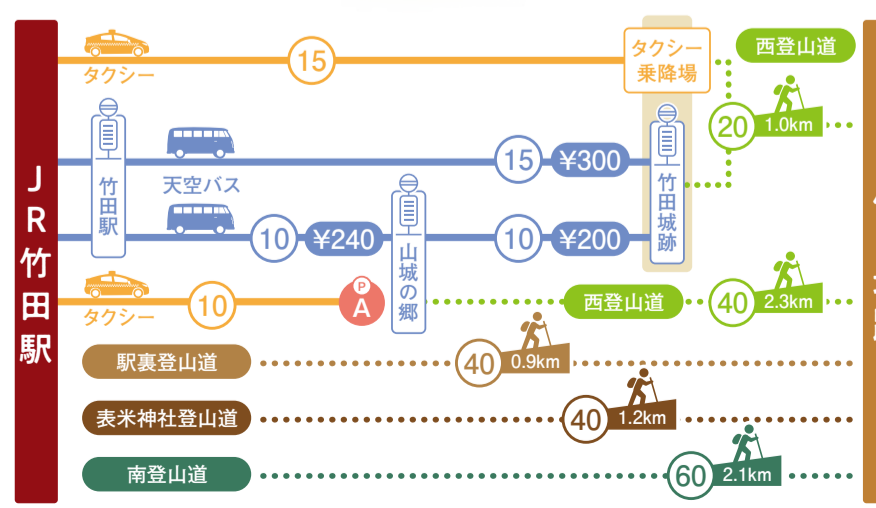 JR竹田駅
タクシー
15
タクシー
乗降場
西登山道
20
1.0km
竹田駅
天空バス
15
¥300
竹田城跡
10
¥240
山城の郷
10
¥200
タクシー
10
P
A
西登山道
40
2.3km
駅裏登山道
40
0.9km
表米神社登山道
40
1.2km
南登山道
60
2.1km